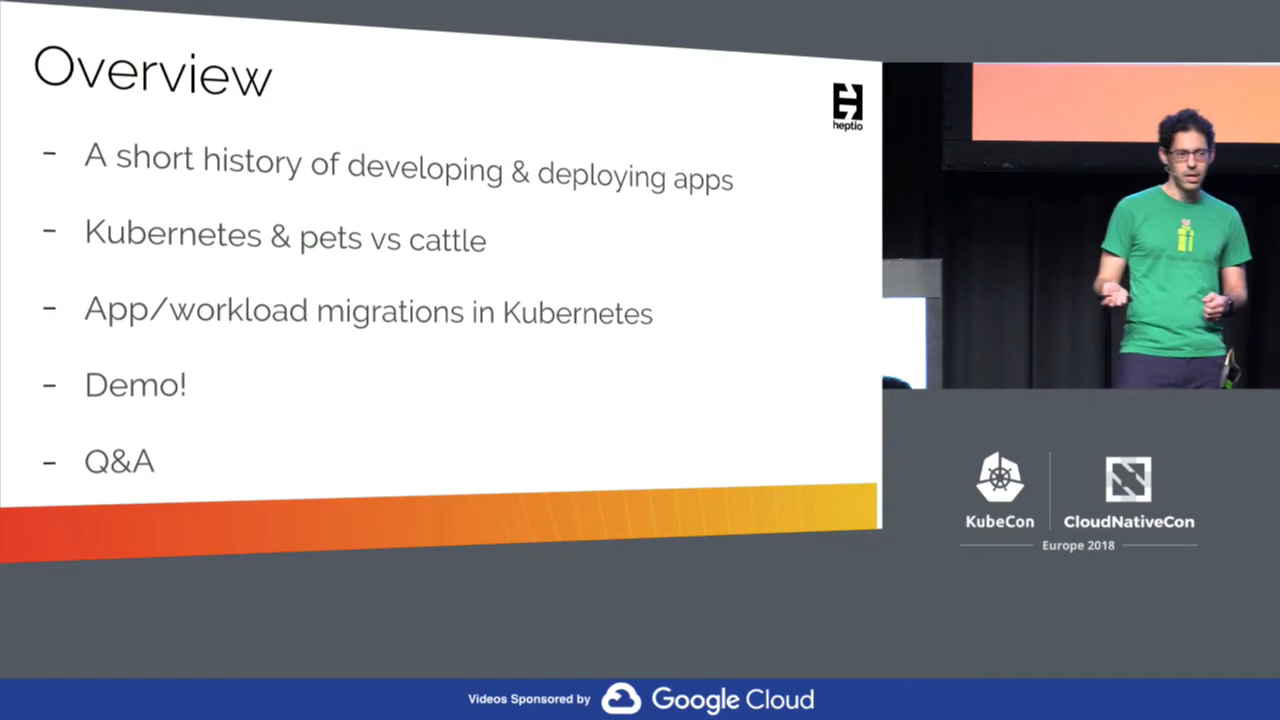 Overview
heptio
- A short history of developing & deploying apps
- Kubernetes & pets vs cattle
- App/workload migrations in Kubernetes
- Demo!
- Q&A
KubeCon
CloudNativeCon
Europe 2018
Videos Sponsored by Google Cloud